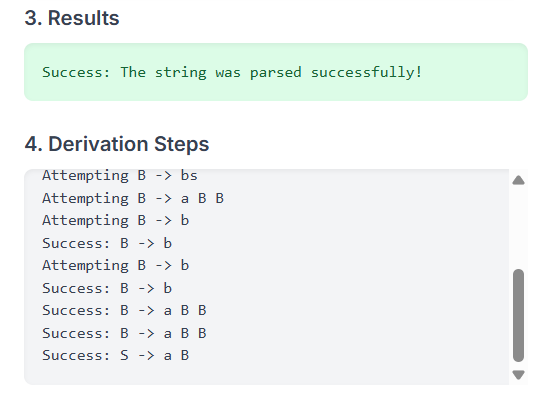 3. Results
Success: The string was parsed successfully!
4. Derivation Steps
Attempting B -> bs
Attempting B -> a B B
Attempting B -> b
Success: B -> b
Attempting B -> b
Success: B -> b
Success: B -> a B B
Success: B -> a B B
Success: S -> a B